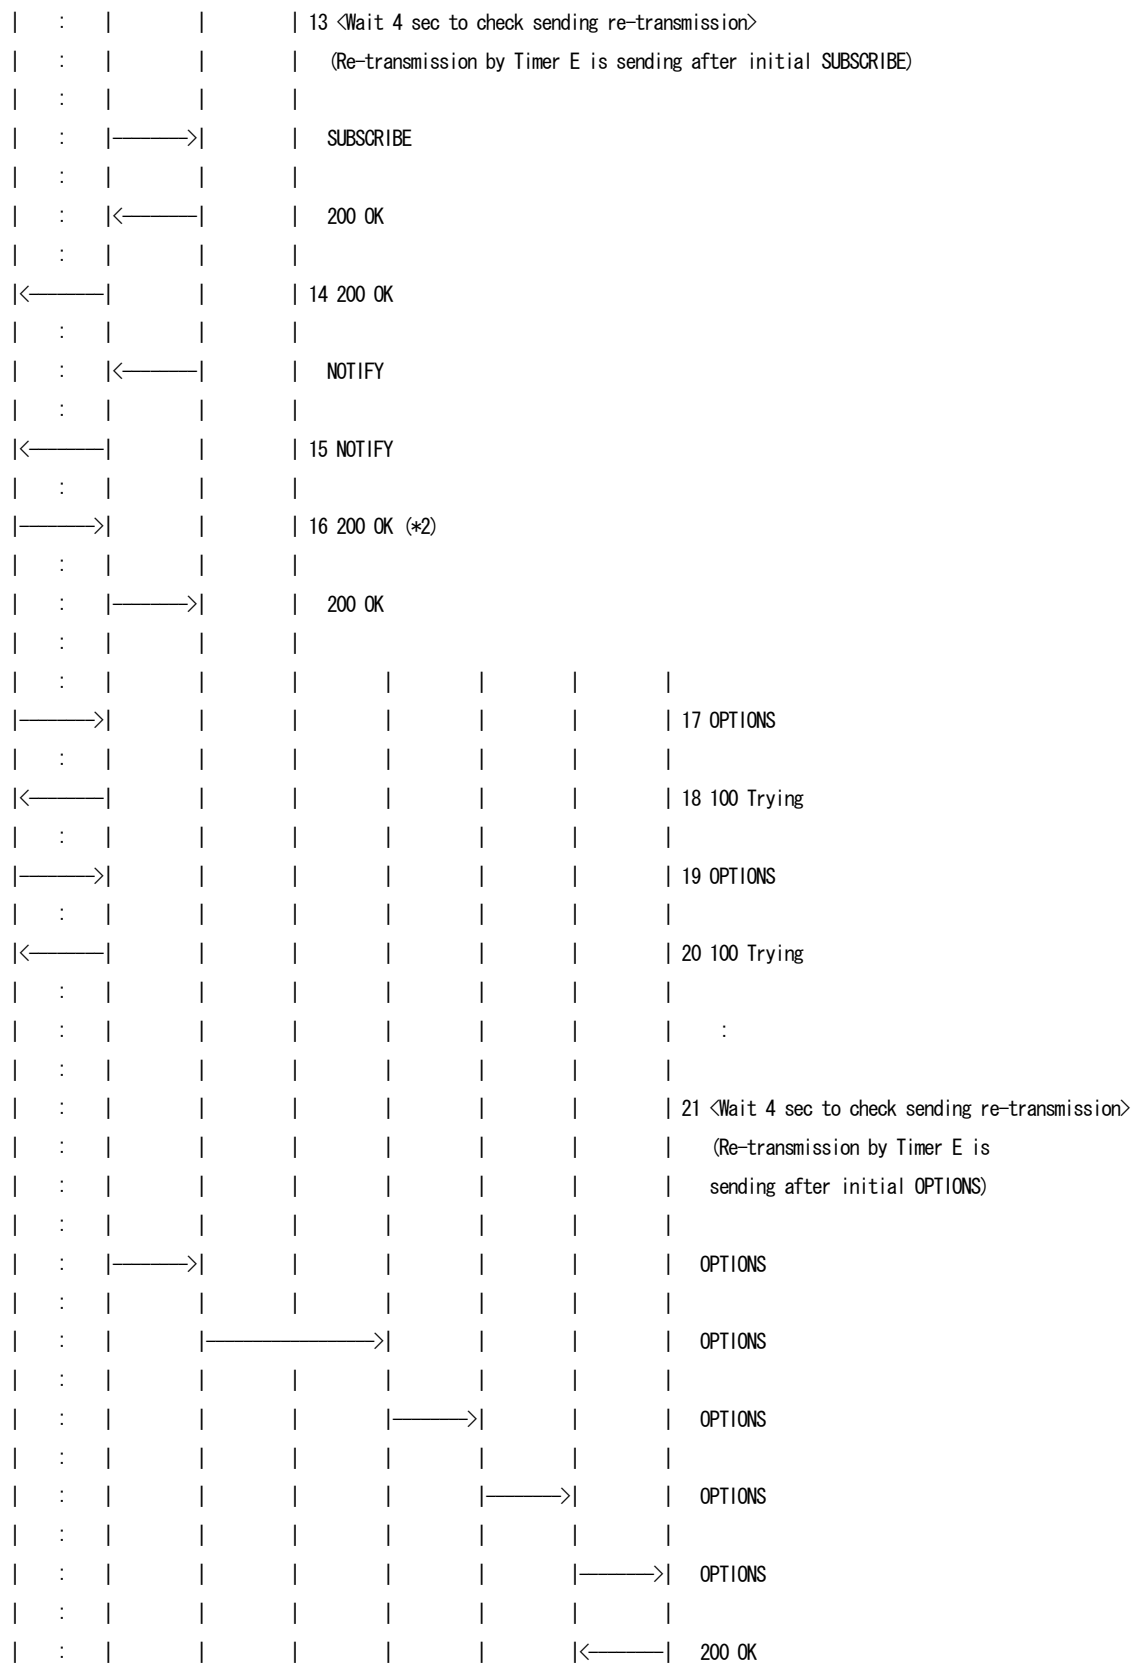 | : | | | 13 <Wait 4 sec to check sending re-transmission>
| : | | | (Re-transmission by Timer E is sending after initial SUBSCRIBE)
| : | | |
| : |-------->| | SUBSCRIBE
| : | | |
| : |<--------| | 200 OK
| : | | |
|<--------| | | 14 200 OK
| : | | |
| : |<--------| | NOTIFY
| : | | |
|<--------| | | 15 NOTIFY
| : | | |
|-------->| | | 16 200 OK (*2)
| : | | |
| : |-------->| | 200 OK
| : | | |
| : | | | | | | |
|-------->| | | | | | | 17 OPTIONS
| : | | | | | | |
|<--------| | | | | | | 18 100 Trying
| : | | | | | | |
|-------->| | | | | | | 19 OPTIONS
| : | | | | | | |
|<--------| | | | | | | 20 100 Trying
| : | | | | | | |
| : | | | | | | | :
| : | | | | | | |
| : | | | | | | | 21 <Wait 4 sec to check sending re-transmission>
| : | | | | | | | (Re-transmission by Timer E is
| : | | | | | | | sending after initial OPTIONS)
| : | | | | | | |
| : |-------->| | | | | | OPTIONS
| : | | | | | | |
| : | |------------------>| | | | OPTIONS
| : | | | | | | |
| : | | | |-------->| | | OPTIONS
| : | | | | | | |
| : | | | | |-------->| | OPTIONS
| : | | | | | | |
| : | | | | | |-------->| OPTIONS
| : | | | | | | |
| : | | | | | |<--------| 200 OK